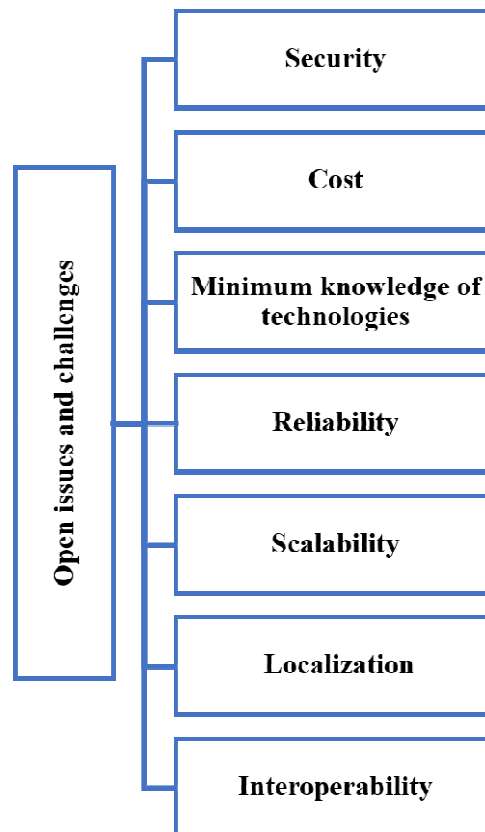 Open issues and challenges
Security
Cost
Minimum knowledge of
technologies
Reliability
Scalability
Localization
Interoperability